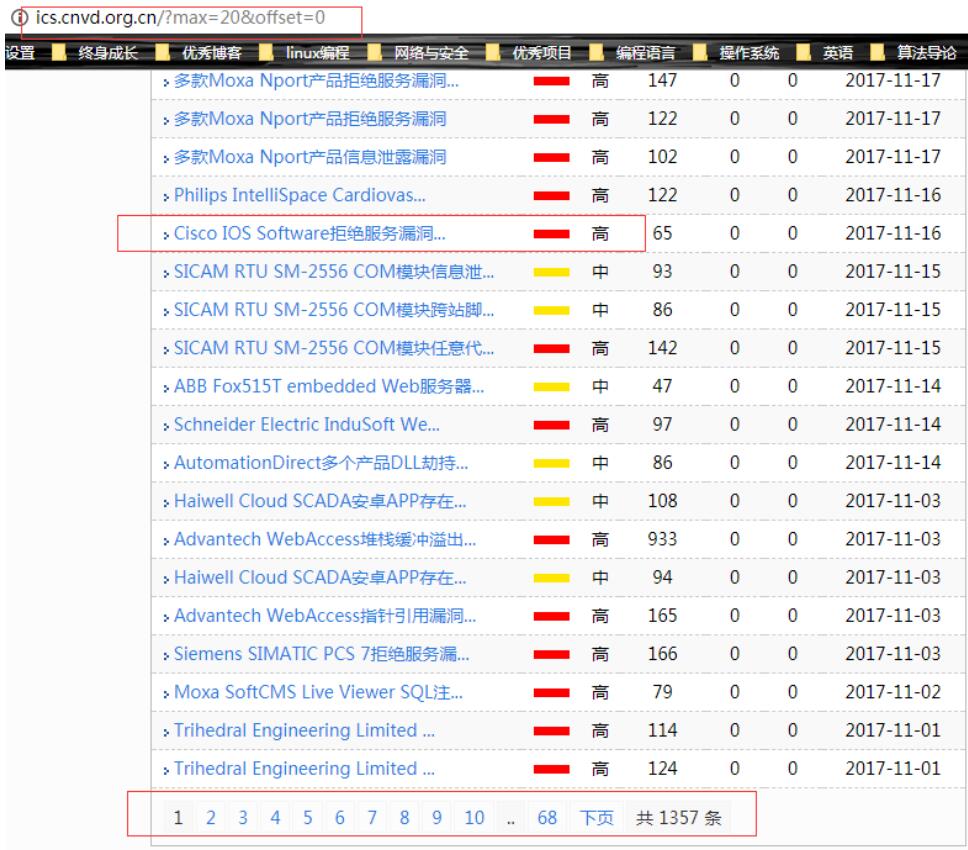 ics.cnvd.org.cn/?max=20&offset=0
设置 终身成长 优秀博客 linux编程 网络与安全 优秀项目 编程语言 操作系统 英语 算法导论
多款Moxa Nport产品拒绝服务漏洞... 高 147 0 0 2017-11-17
多款Moxa Nport产品拒绝服务漏洞 高 122 0 0 2017-11-17
多款Moxa Nport产品信息泄露漏洞 高 102 0 0 2017-11-17
Philips IntelliSpace Cardiovas... 高 122 0 0 2017-11-16
Cisco IOS Software拒绝服务漏洞... 高 65 0 0 2017-11-16
SICAM RTU SM-2556 COM模块信息泄... 中 93 0 0 2017-11-15
SICAM RTU SM-2556 COM模块跨站脚... 中 86 0 0 2017-11-15
SICAM RTU SM-2556 COM模块任意代... 高 142 0 0 2017-11-15
ABB Fox515T embedded Web服务器... 中 47 0 0 2017-11-14
Schneider Electric InduSoft We... 高 97 0 0 2017-11-14
AutomationDirect多个产品DLL劫持... 中 86 0 0 2017-11-14
Haiwell Cloud SCADA安卓APP存在... 中 108 0 0 2017-11-03
Advantech WebAccess堆栈缓冲溢出... 高 933 0 0 2017-11-03
Haiwell Cloud SCADA安卓APP存在... 中 94 0 0 2017-11-03
Advantech WebAccess指针引用漏洞... 高 165 0 0 2017-11-03
Siemens SIMATIC PCS 7拒绝服务漏... 高 166 0 0 2017-11-03
Moxa SoftCMS Live Viewer SQL注... 高 79 0 0 2017-11-02
Trihedral Engineering Limited ... 高 114 0 0 2017-11-01
Trihedral Engineering Limited ... 高 124 0 0 2017-11-01
1 2 3 4 5 6 7 8 9 10 .. 68 下页 共 1357 条